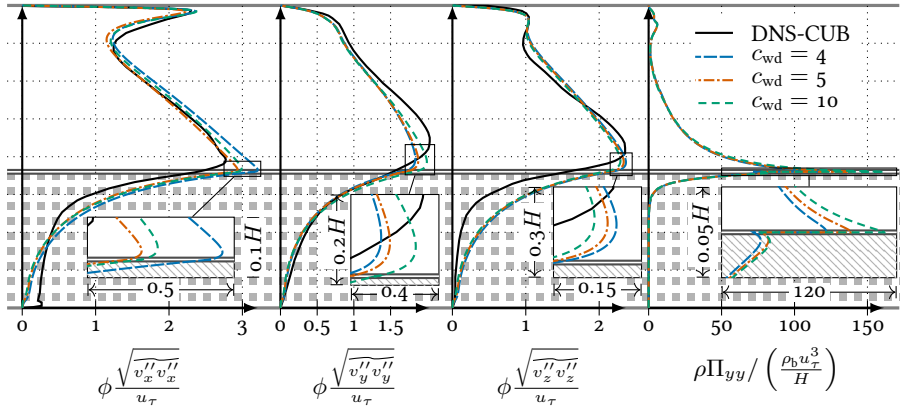 DNS-CUB
c_wd = 4
c_wd = 5
c_wd = 10
0.1H
0.5
0.2H
0.4
0.3H
0.15
0.05H
120
0 1 2 3
0 0.5 1 1.5
0 1 2
0 50 100 150
ϕ √(v''_x v''_x) / u_τ
ϕ √(v''_y v''_y) / u_τ
ϕ √(v''_z v''_z) / u_τ
ρΠ_yy / (ρ_b u_τ^3 / H)